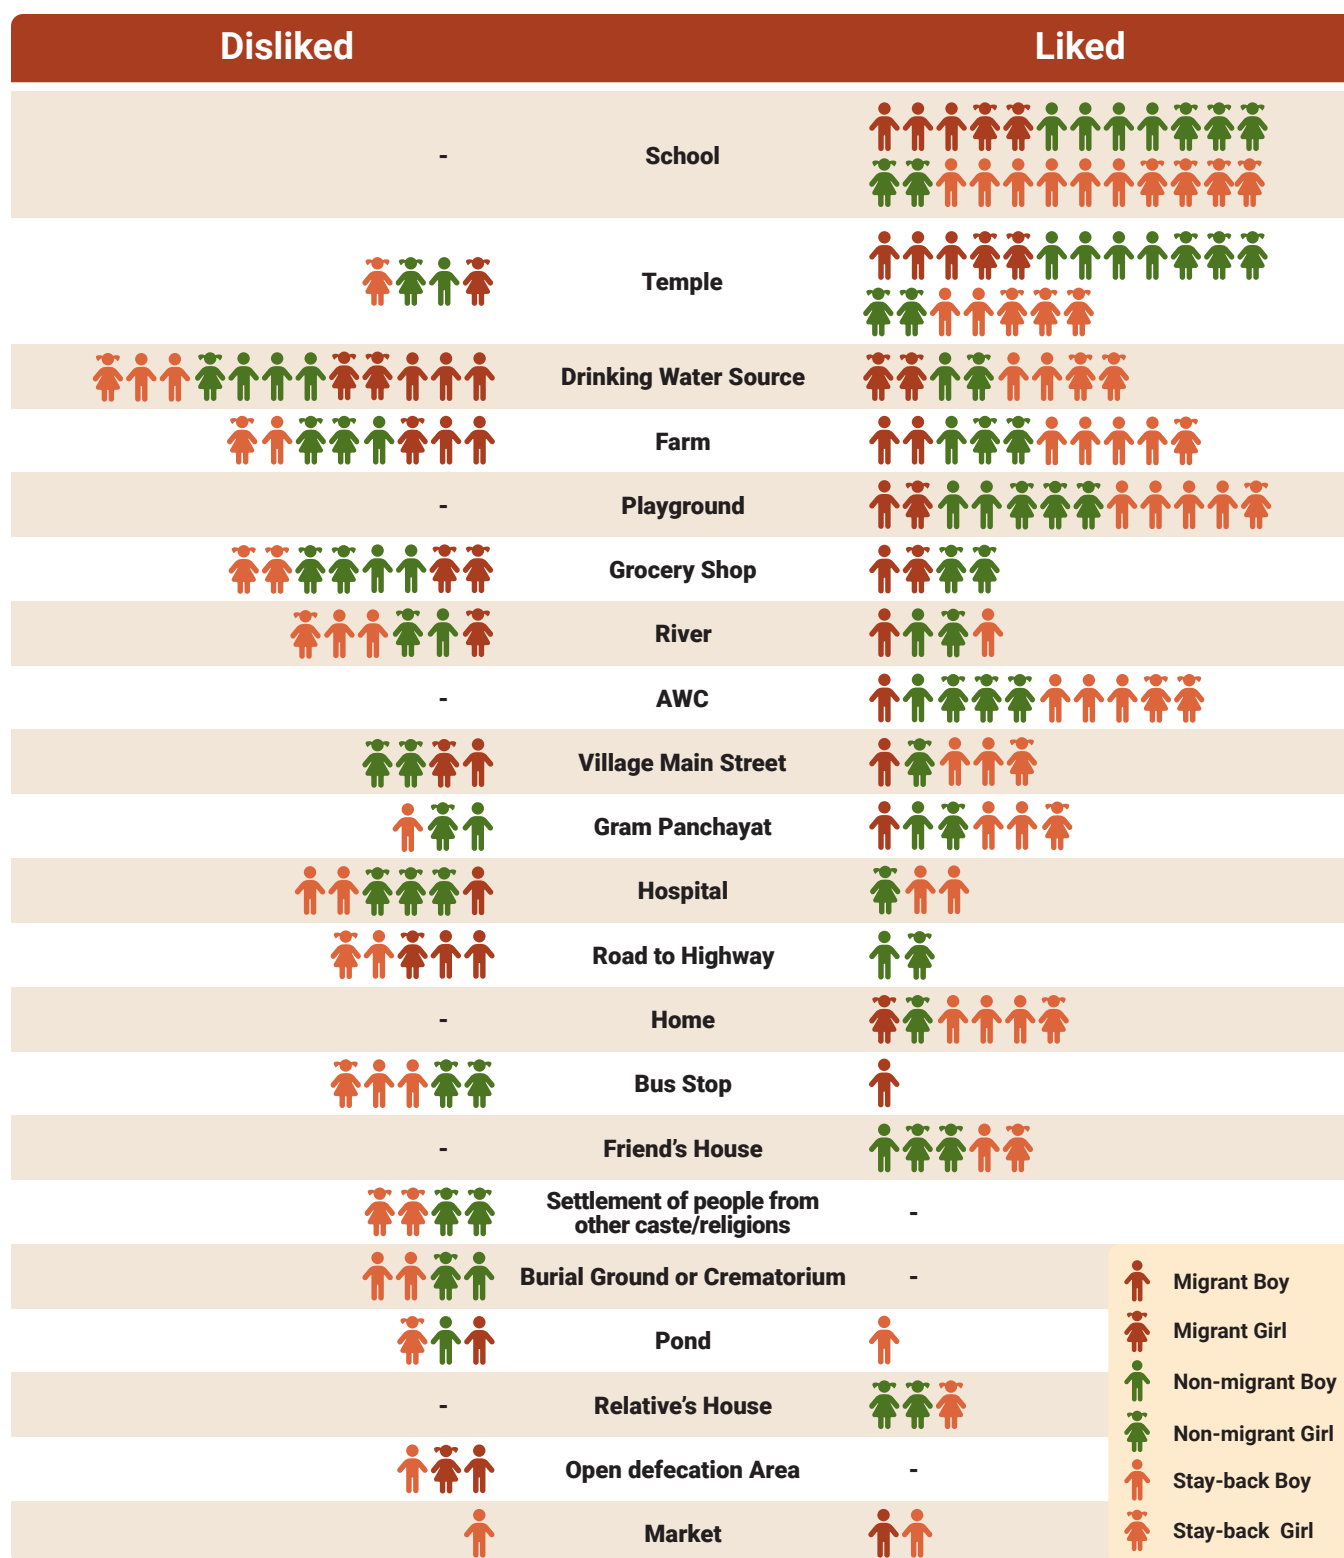 Disliked
Liked
-
School
Temple
Drinking Water Source
Farm
-
Playground
Grocery Shop
River
-
AWC
Village Main Street
Gram Panchayat
Hospital
Road to Highway
-
Home
Bus Stop
-
Friend’s House
Settlement of people from
other caste/religions
-
Burial Ground or Crematorium
-
Pond
-
Relative’s House
Open defecation Area
-
Market
Migrant Boy
Migrant Girl
Non-migrant Boy
Non-migrant Girl
Stay-back Boy
Stay-back Girl